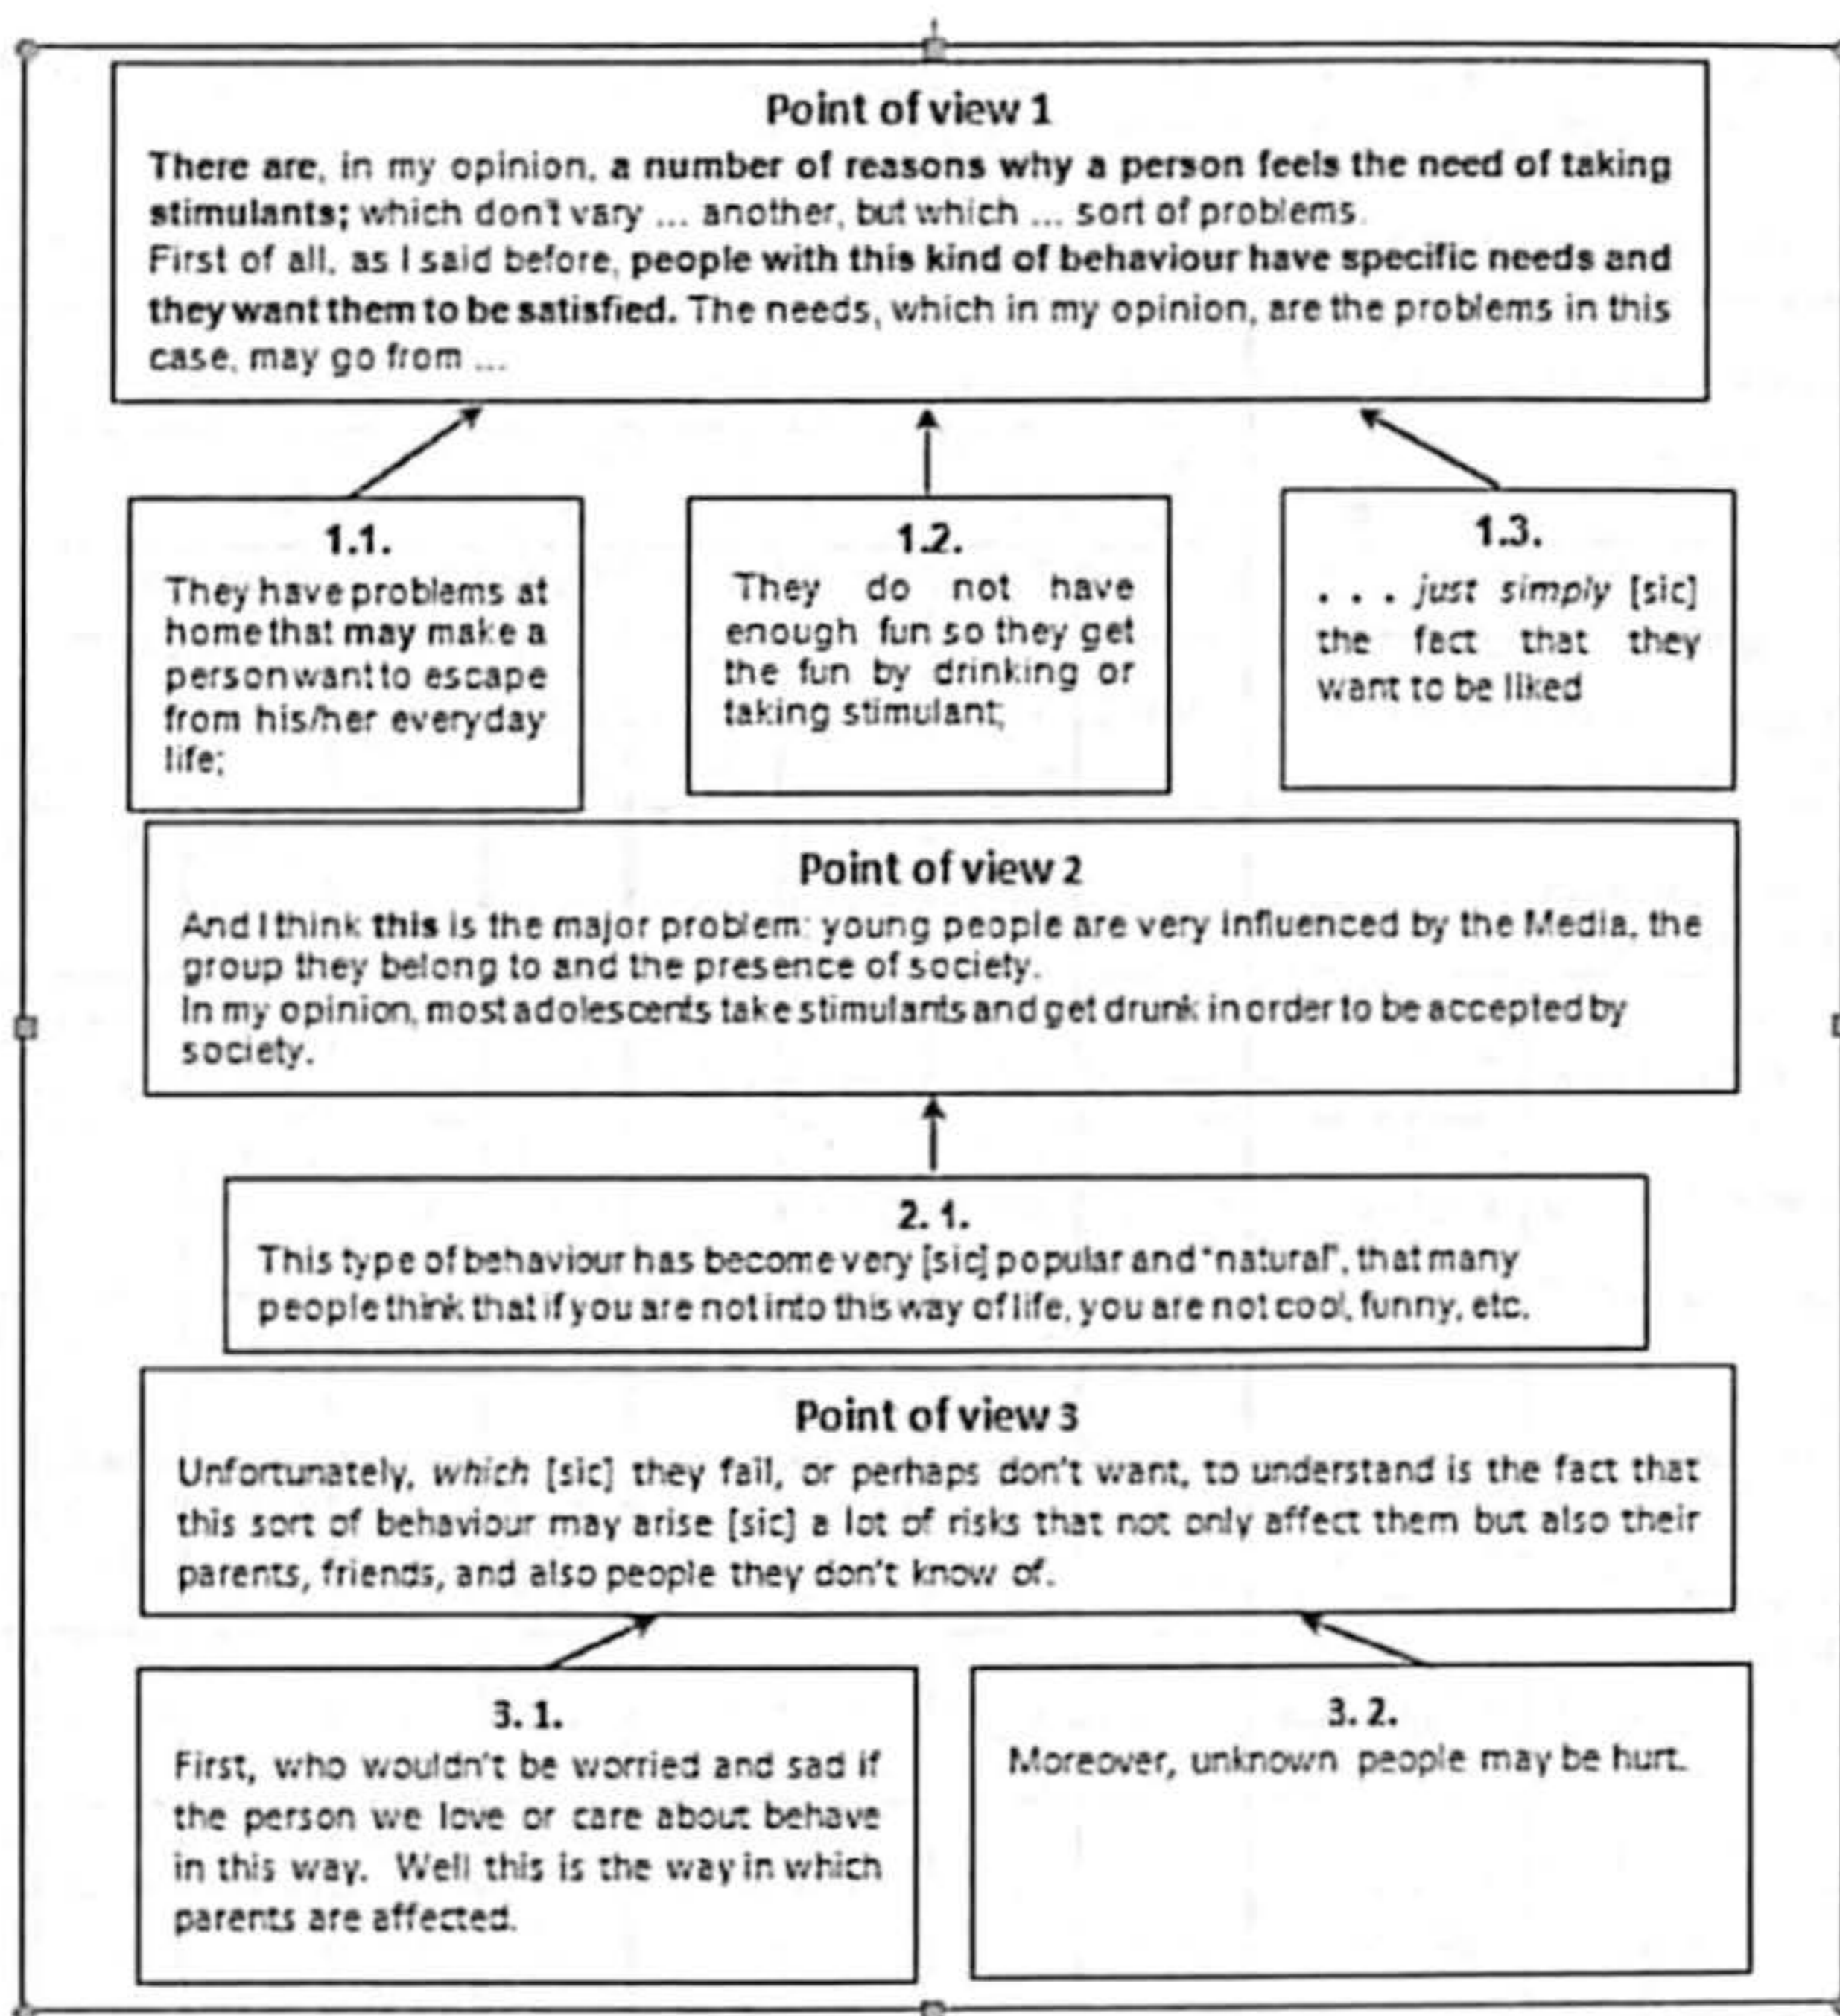 Point of view 1
There are, in my opinion, a number of reasons why a person feels the need of taking
stimulants; which don't vary ... another, but which ... sort of problems.
First of all, as I said before, people with this kind of behaviour have specific needs and
they want them to be satisfied. The needs, which in my opinion, are the problems in this
case, may go from ...
1.1.
They have problems at
home that may make a
person want to escape
from his/her everyday
life;
1.2.
They do not have
enough fun so they get
the fun by drinking or
taking stimulant;
1.3.
. . . just simply [sic]
the fact that they
want to be liked
Point of view 2
And I think this is the major problem: young people are very influenced by the Media, the
group they belong to and the presence of society.
In my opinion, most adolescents take stimulants and get drunk in order to be accepted by
society.
2. 1.
This type of behaviour has become very [sic] popular and "natural", that many
people think that if you are not into this way of life, you are not cool, funny, etc.
Point of view 3
Unfortunately, which [sic] they fail, or perhaps don't want, to understand is the fact that
this sort of behaviour may arise [sic] a lot of risks that not only affect them but also their
parents, friends, and also people they don't know of.
3. 1.
First, who wouldn't be worried and sad if
the person we love or care about behave
in this way. Well this is the way in which
parents are affected.
3. 2.
Moreover, unknown people may be hurt.